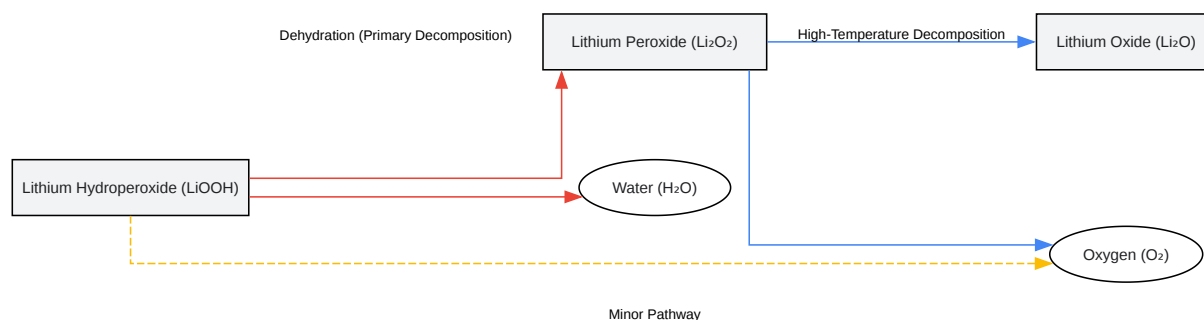 Dehydration (Primary Decomposition)
Lithium Peroxide (Li₂O₂)
High-Temperature Decomposition
Lithium Oxide (Li₂O)
Lithium Hydroperoxide (LiOOH)
Water (H₂O)
Oxygen (O₂)
Minor Pathway